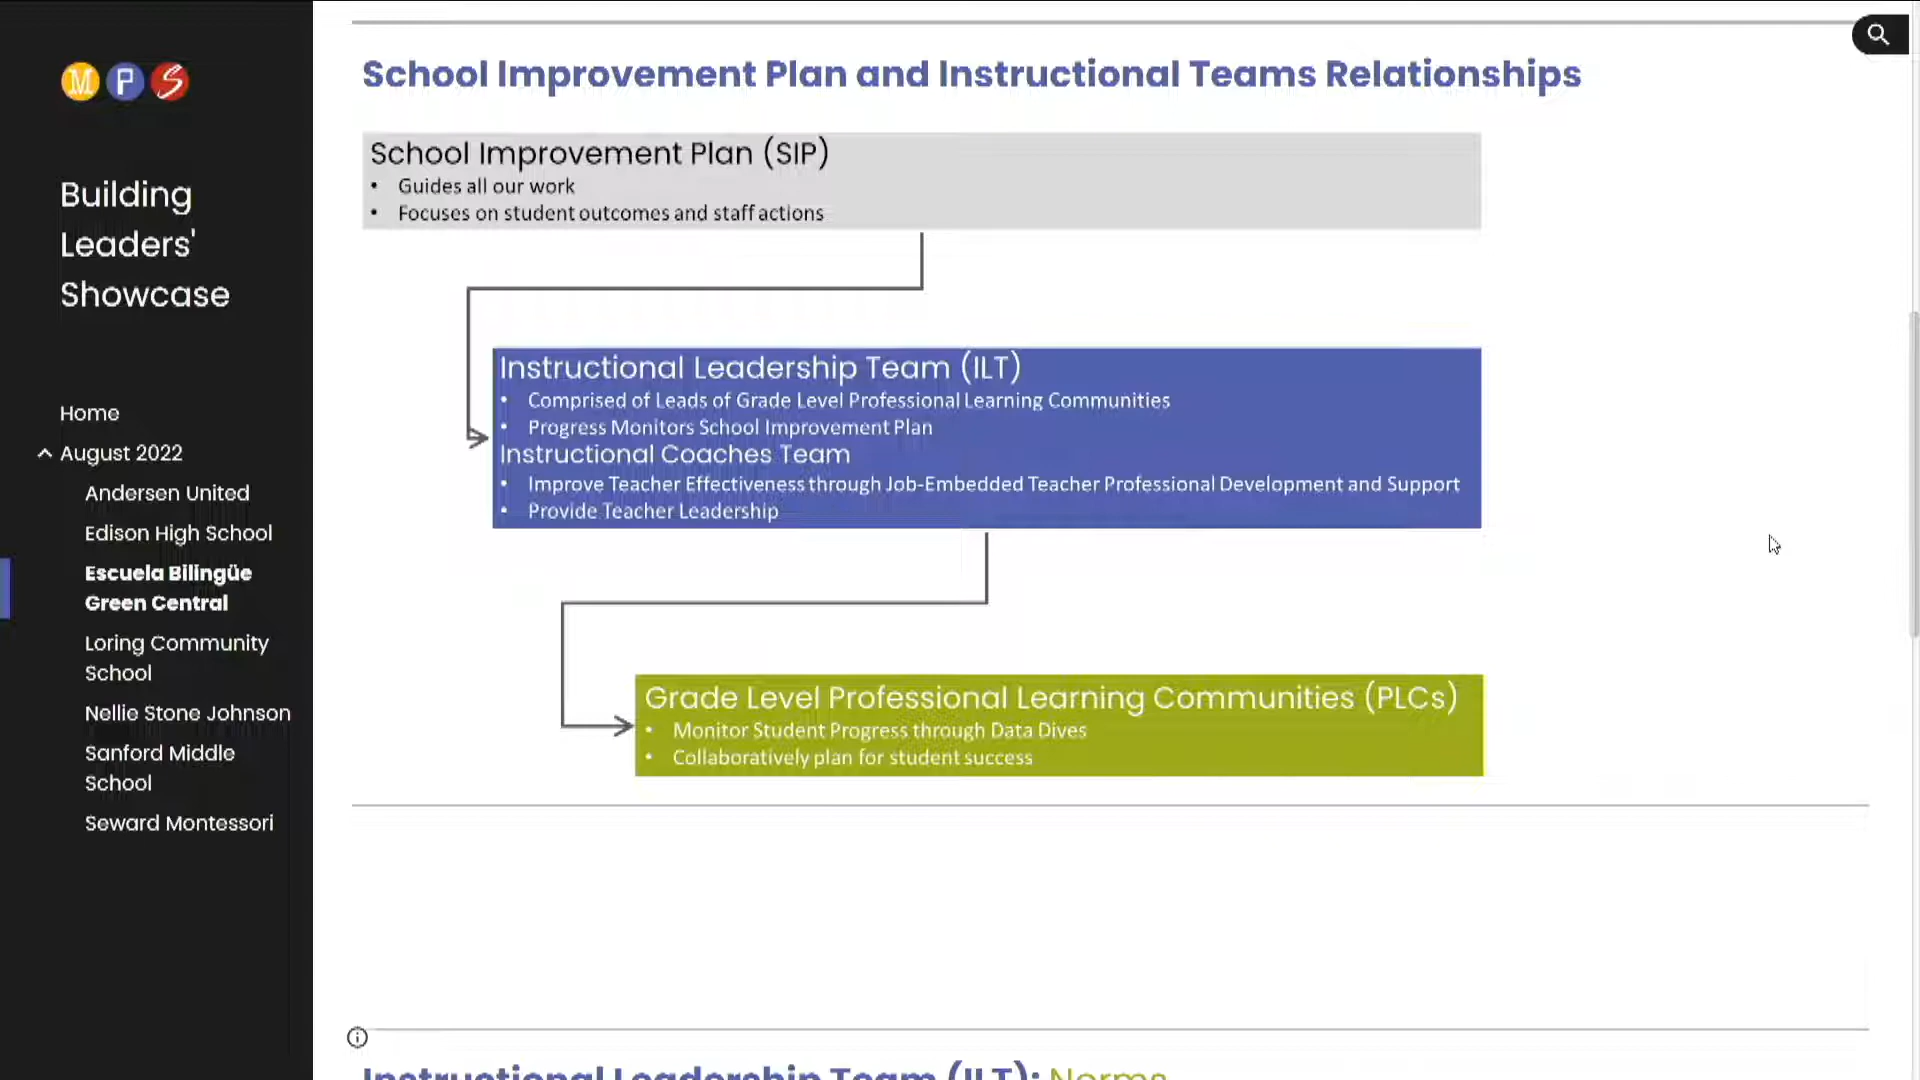 M P S
Building
Leaders'
Showcase
Home
August 2022
Andersen United
Edison High School
Escuela Bilingüe
Green Central
Loring Community
School
Nellie Stone Johnson
Sanford Middle
School
Seward Montessori
School Improvement Plan and Instructional Teams Relationships
School Improvement Plan (SIP)
• Guides all our work
• Focuses on student outcomes and staff actions
Instructional Leadership Team (ILT)
• Comprised of Leads of Grade Level Professional Learning Communities
• Progress Monitors School Improvement Plan
Instructional Coaches Team
• Improve Teacher Effectiveness through Job-Embedded Teacher Professional Development and Support
• Provide Teacher Leadership
Grade Level Professional Learning Communities (PLCs)
• Monitor Student Progress through Data Dives
• Collaboratively plan for student success
Instructional Leadership Team (ILT): Norms